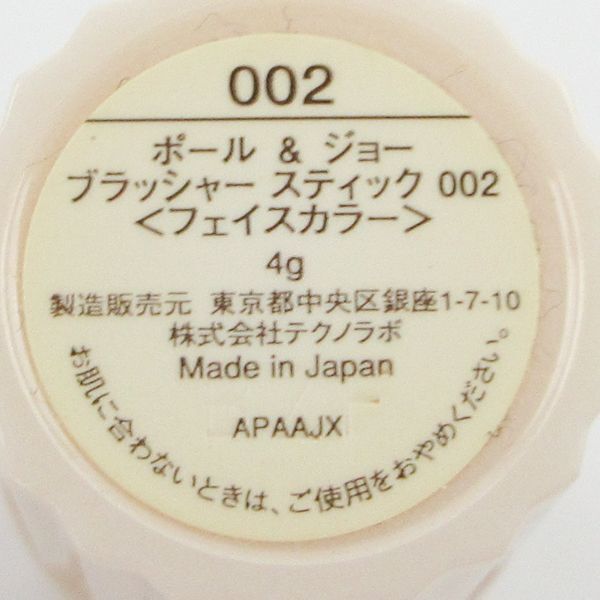 002
ポール & ジョー
ブラッシャー スティック 002
<フェイスカラー>
4g
製造販売元 東京都中央区銀座1-7-10
株式会社テクノラボ
Made in Japan
APAAJX
お肌に合わないときは、ご使用をおやめください。